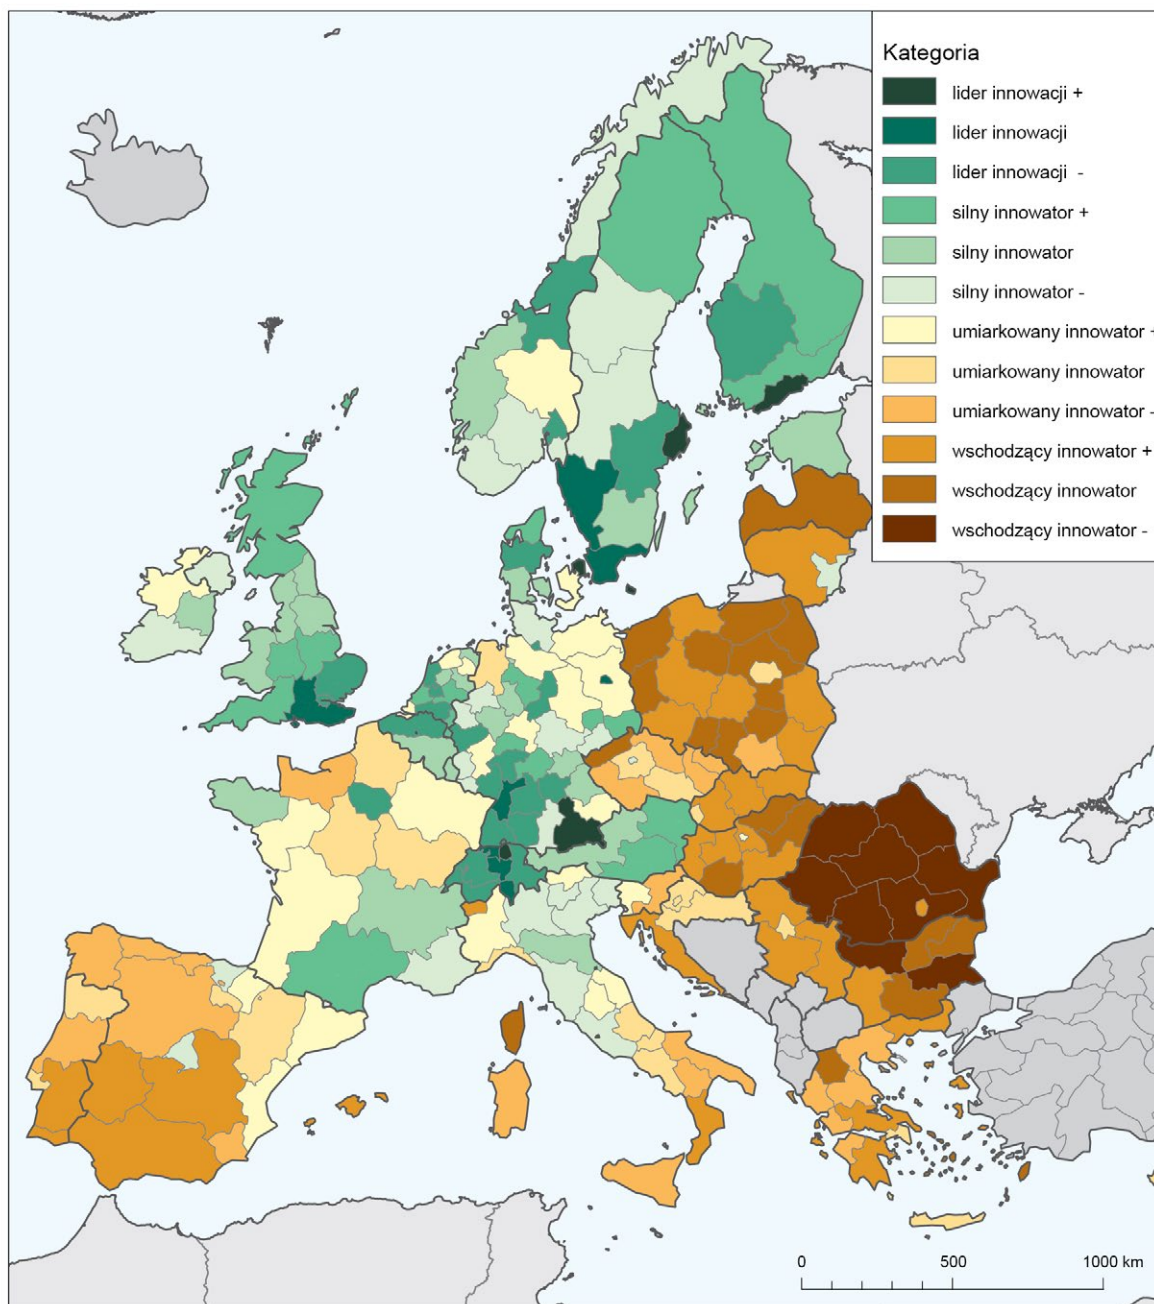 Kategoria
lider innowacji +
lider innowacji
lider innowacji -
silny innowator +
silny innowator
silny innowator -
umiarkowany innowator +
umiarkowany innowator
umiarkowany innowator -
wschodzący innowator +
wschodzący innowator
wschodzący innowator -
0 500 1000 km